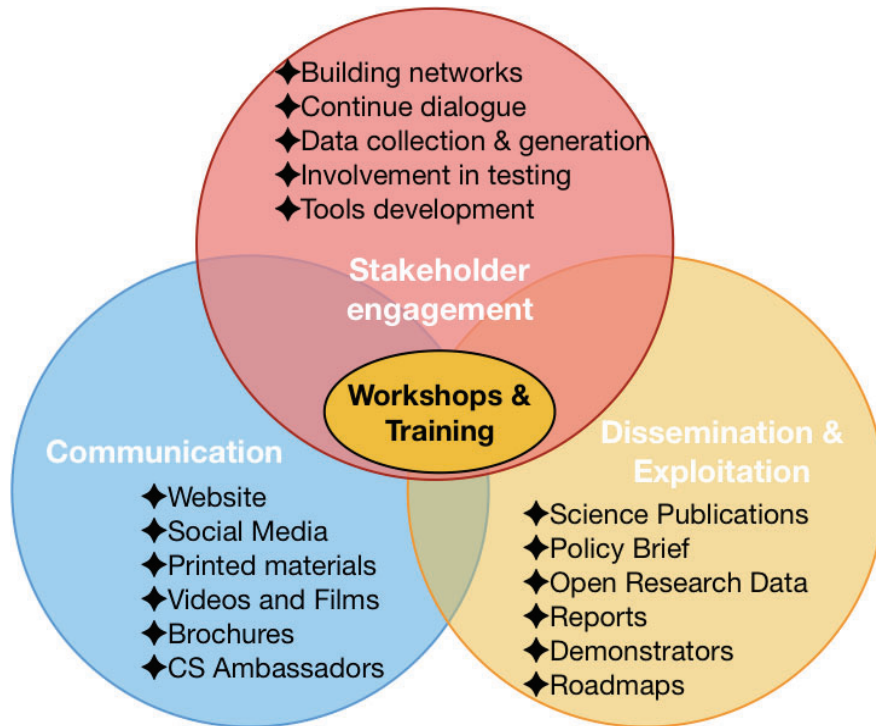 ✦Building networks
✦Continue dialogue
✦Data collection & generation
✦Involvement in testing
✦Tools development
Stakeholder
engagement
Workshops &
Training
Communication
✦Website
✦Social Media
✦Printed materials
✦Videos and Films
✦Brochures
✦CS Ambassadors
Dissemination &
Exploitation
✦Science Publications
✦Policy Brief
✦Open Research Data
✦Reports
✦Demonstrators
✦Roadmaps